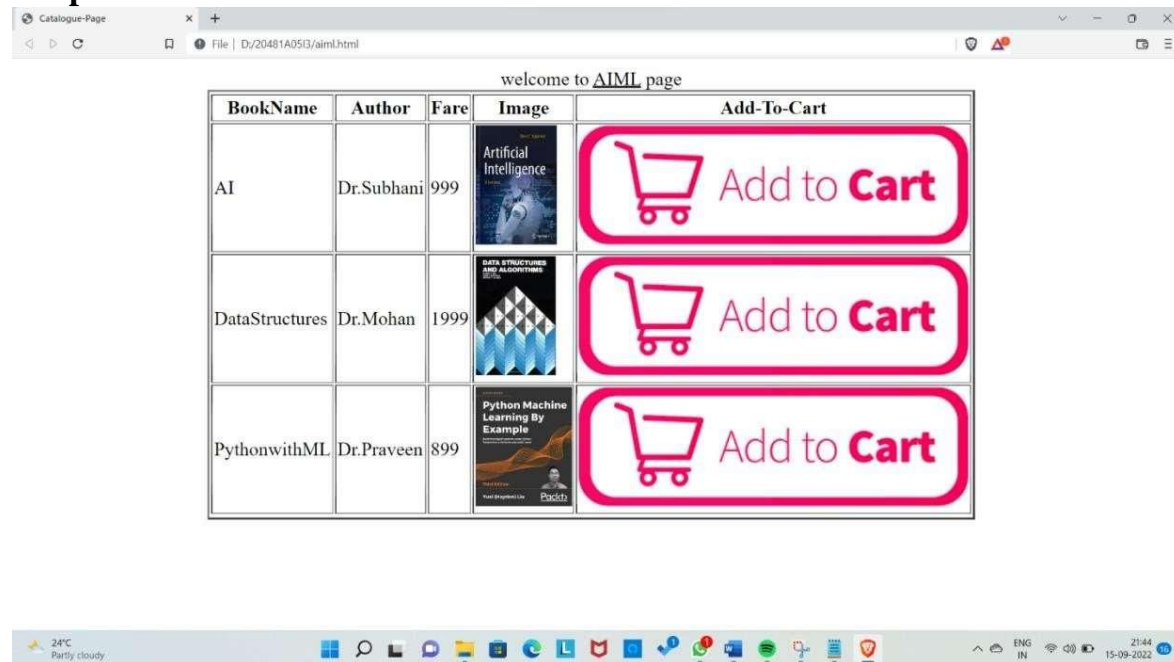 Catalogue-Page
File | D:/20481A05I3/aiml.html
welcome to AIML page
BookName Author Fare Image Add-To-Cart
AI Dr.Subhani 999 Artificial Intelligence Add to Cart
DataStructures Dr.Mohan 1999 DATA STRUCTURES AND ALGORITHMS Add to Cart
PythonwithML Dr.Praveen 899 Python Machine Learning By Example Packt Add to Cart
24°C
Partly cloudy
ENG
IN
21:44
15-09-2022